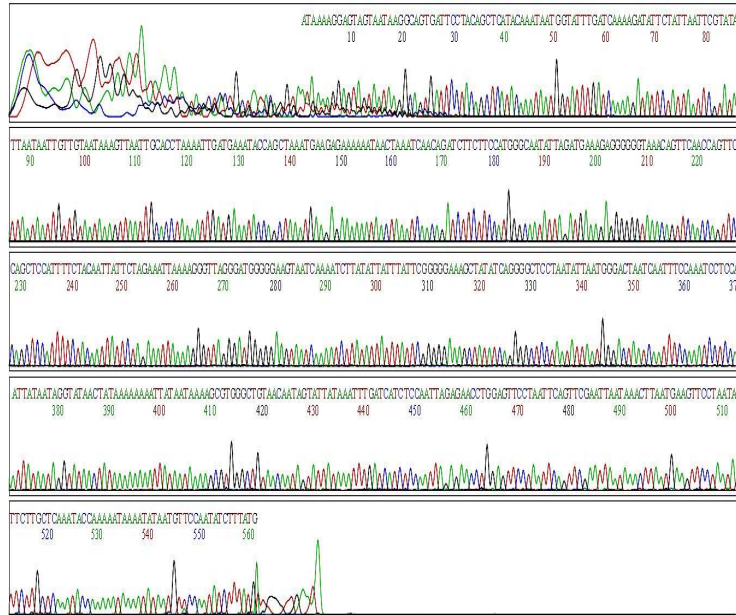 ATAAAAGGAGTAGTAATAAGGCAGTGATTCCTACAGCTCATACAAATAATGGTATTTGATCAAAAGATATTCTATTAATTCGTATA
10 20 30 40 50 60 70 80
TTTAATAATTGTTGTAATAAAGTTAATTGCACCTAAAATTGATGAAATACCAGCTAAATGAAGAGAAAAAATAACTAAATCAACAGATCTTCTTCCATGGGCAATATTAGATGAAAGAGGGGGGTAAACAGTTCAACCAGTTC
90 100 110 120 130 140 150 160 170 180 190 200 210 220
CAGCTCCATTTTCTACAATTATTCTAGAAATTAAAAGGGTTAGGGATGGGGGAAGTAATCAAAATCTTATATTATTTATTCGGGGGAAAGCTATATCAGGGGCTCCTAATATTAATGGGACTAATCAATTTCCAAATCCTCCA
230 240 250 260 270 280 290 300 310 320 330 340 350 360 37
ATTATAATAGGTATAACTATAAAAAAAATTATAATAAAAGCGTGGGCTGTAACAATAGTATTATAAATTTGATCATCTCCAATTAGAGAACCTGGAGTTCCTAATTCAGTTCGAATTAATAAACTTAATGAAGTTCCTAATA
380 390 400 410 420 430 440 450 460 470 480 490 500 510
TTCTTGCTCAAATACCAAAAATAAAATATAATGTTCCAATATCTTTATG
520 530 540 550 560